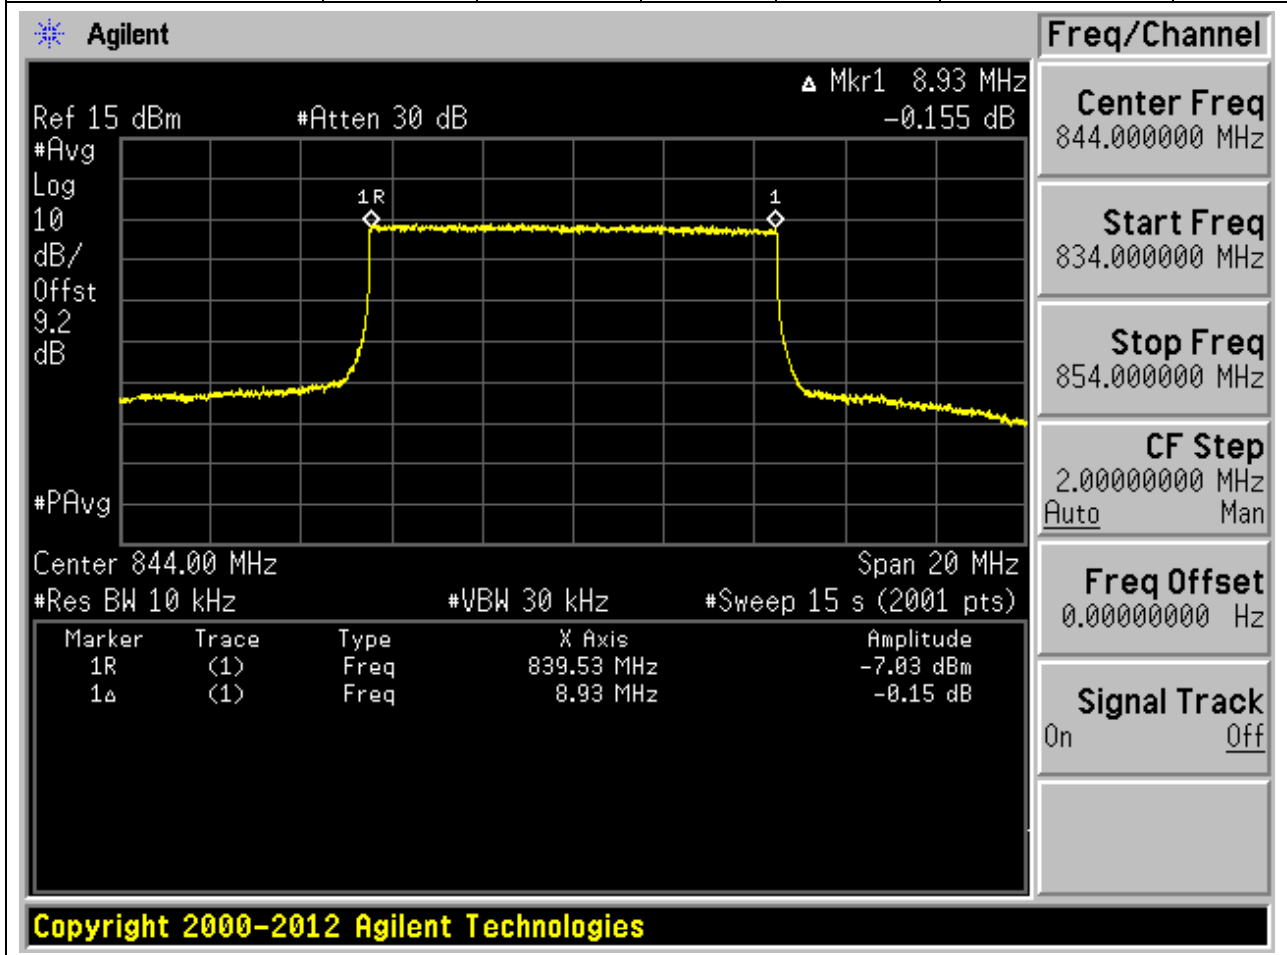 Agilent
Freq/Channel
▵ Mkr1 8.93 MHz
Ref 15 dBm #Atten 30 dB −0.155 dB
#Avg
Log
10
dB/
Offst
9.2
dB
#PAvg
1R
1
Center 844.00 MHz Span 20 MHz
#Res BW 10 kHz #VBW 30 kHz #Sweep 15 s (2001 pts)
Marker Trace Type X Axis Amplitude
1R (1) Freq 839.53 MHz −7.03 dBm
1▵ (1) Freq 8.93 MHz −0.15 dB
Center Freq
844.000000 MHz
Start Freq
834.000000 MHz
Stop Freq
854.000000 MHz
CF Step
2.00000000 MHz
Auto Man
Freq Offset
0.00000000 Hz
Signal Track
On Off
Copyright 2000-2012 Agilent Technologies